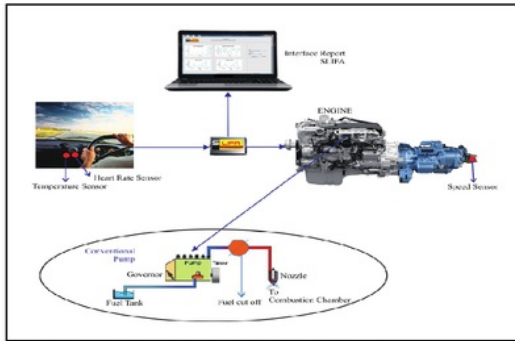 Interface Report
SLIFA
ENGINE
Heart Rate Sensor
Temperature Sensor
Speed Sensor
Conventional
Pump
Pump
Timer
Governor
Nozzle
To
Combustion Chamber
Fuel Tank
Fuel cut off